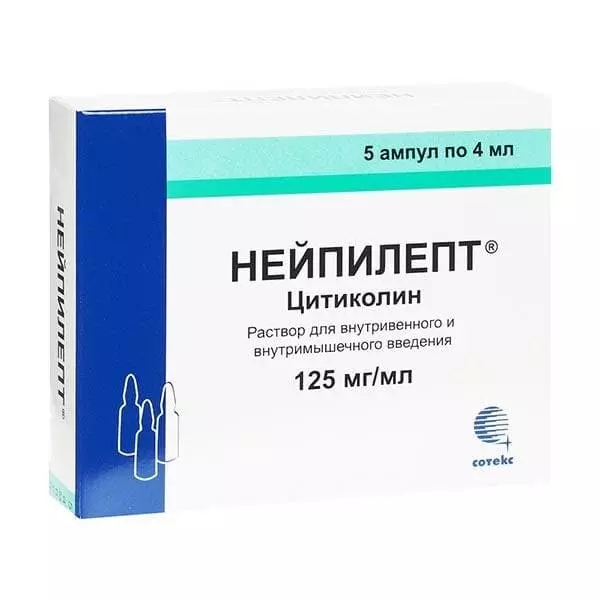 5 ампул по 4 мл
НЕЙПИЛЕПТ®
Цитиколин
Раствор для внутривенного и
внутримышечного введения
125 мг/мл
сотекс
НЕЙПИЛЕПТ®